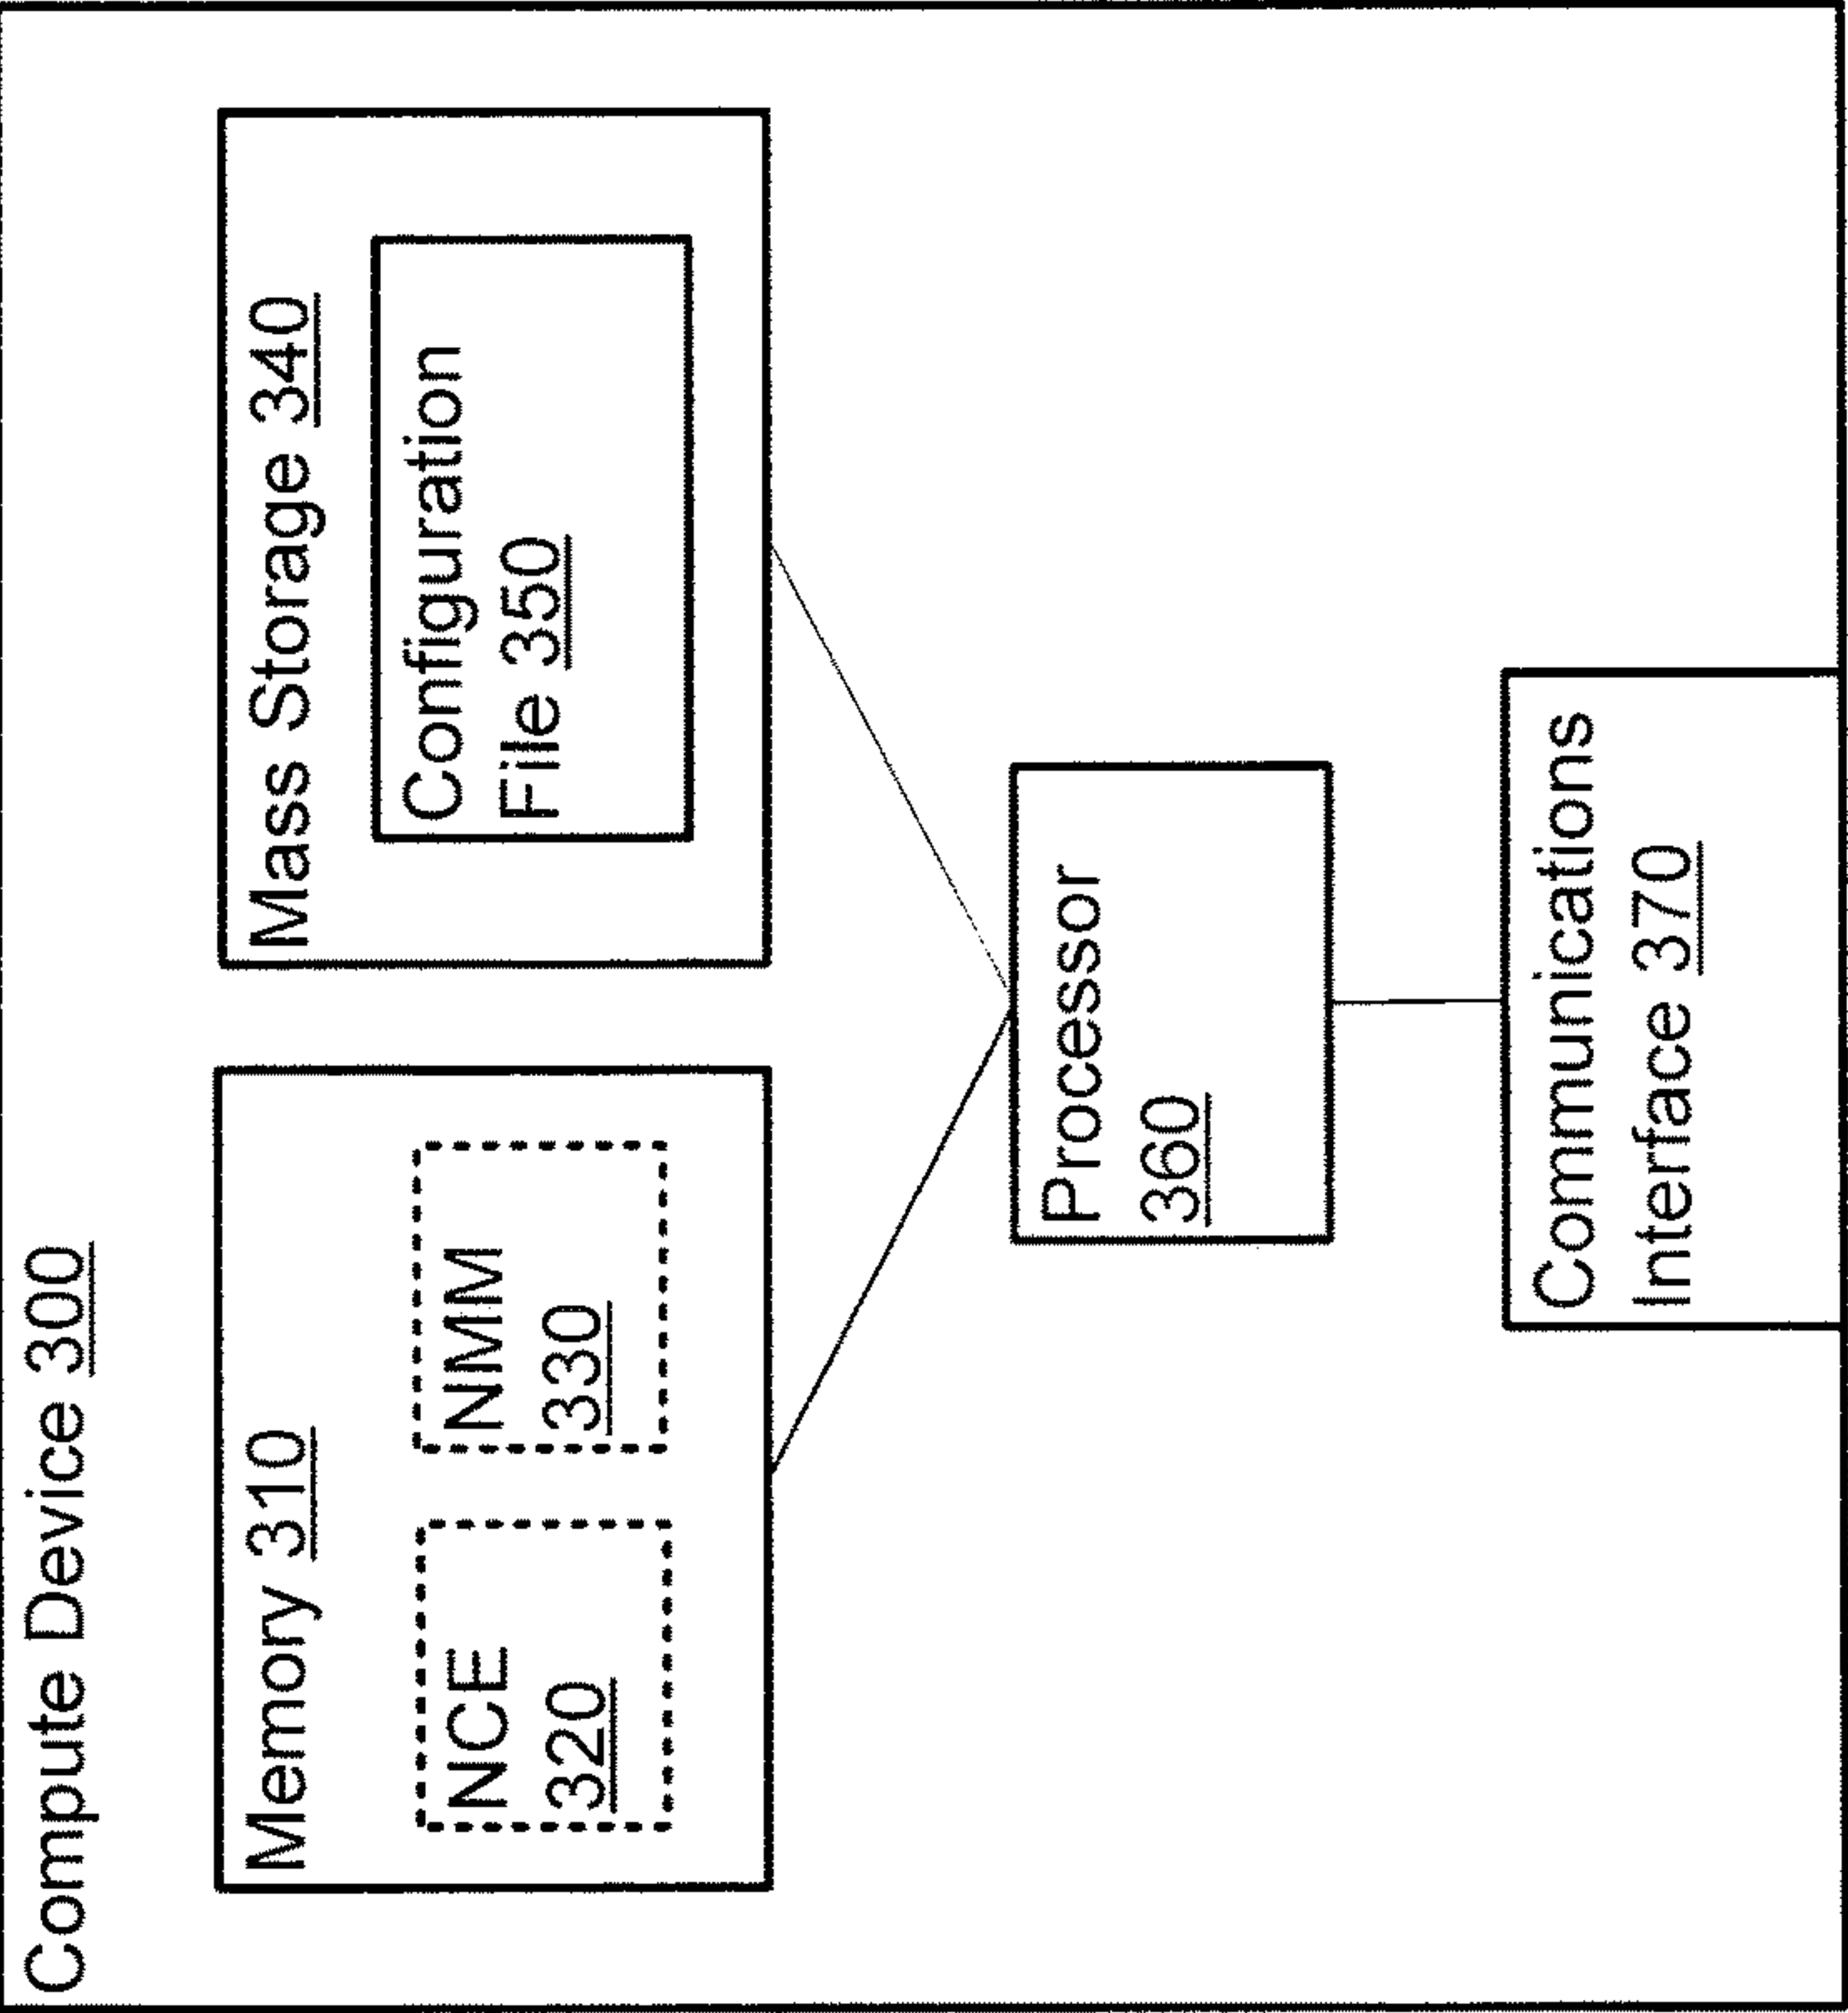 Compute Device 300
Memory 310
NCE
320
NMM
330
Mass Storage 340
Configuration
File 350
Processor
360
Communications
Interface 370